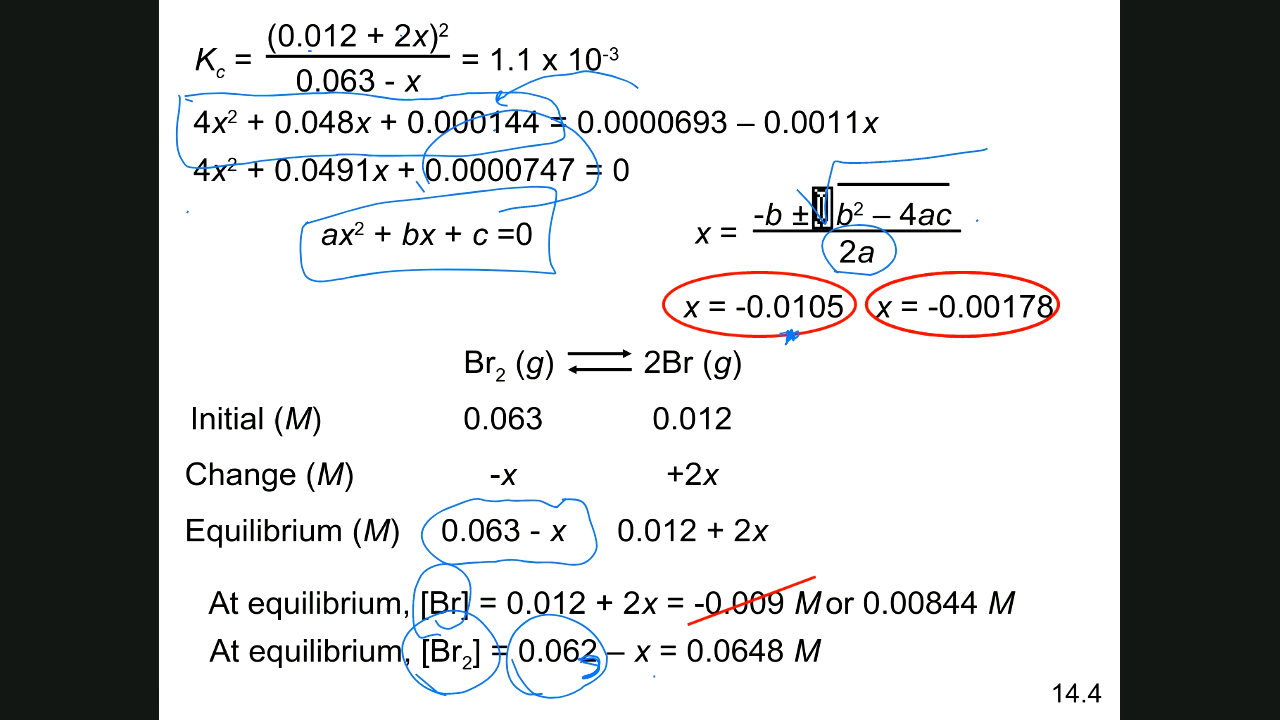 Kc = (0.012 + 2x)² / 0.063 - x = 1.1 x 10⁻³
4x² + 0.048x + 0.000144 = 0.0000693 – 0.0011x
4x² + 0.0491x + 0.0000747 = 0
ax² + bx + c =0
x = -b ± b² – 4ac / 2a
x = -0.0105 x = -0.00178
Br₂ (g) ⇌ 2Br (g)
Initial (M) 0.063 0.012
Change (M) -x +2x
Equilibrium (M) 0.063 - x 0.012 + 2x
At equilibrium, [Br] = 0.012 + 2x = -0.009 M or 0.00844 M
At equilibrium, [Br₂] = 0.062 – x = 0.0648 M
14.4